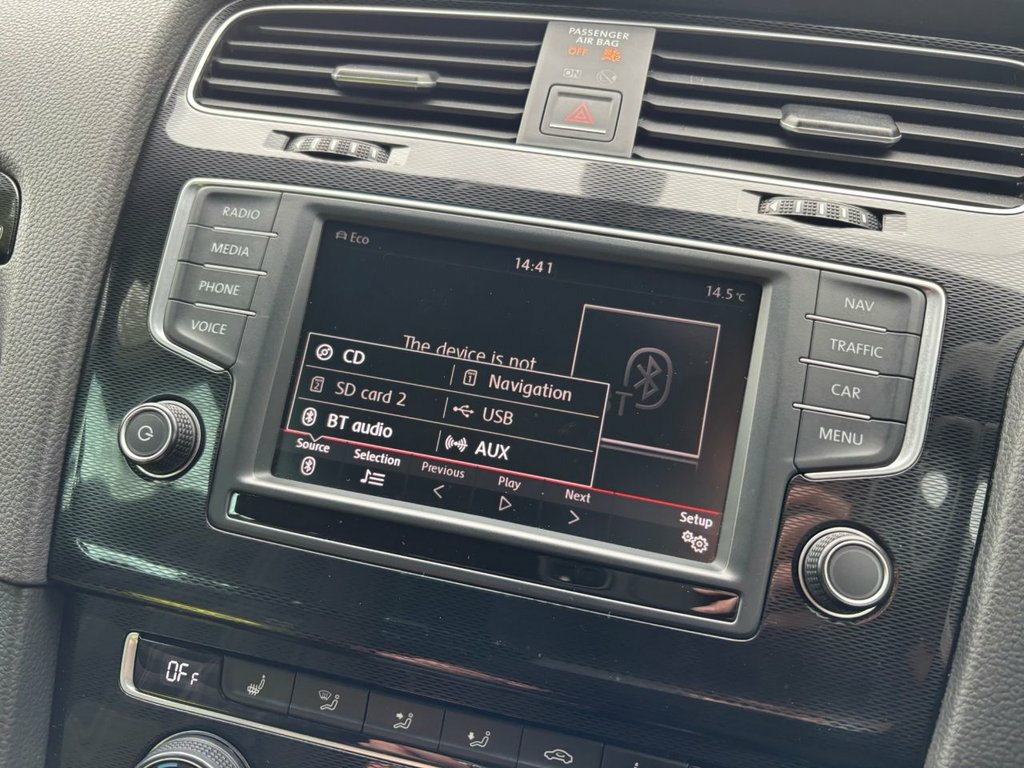 PASSENGER
AIR BAG
OFF
ON
RADIO
MEDIA
PHONE
VOICE
Eco
14:41
14.5°C
The device is not
CD
Navigation
SD card 2
USB
BT audio
AUX
Source
Selection
Previous
Play
Next
Setup
NAV
TRAFFIC
CAR
MENU
OFF